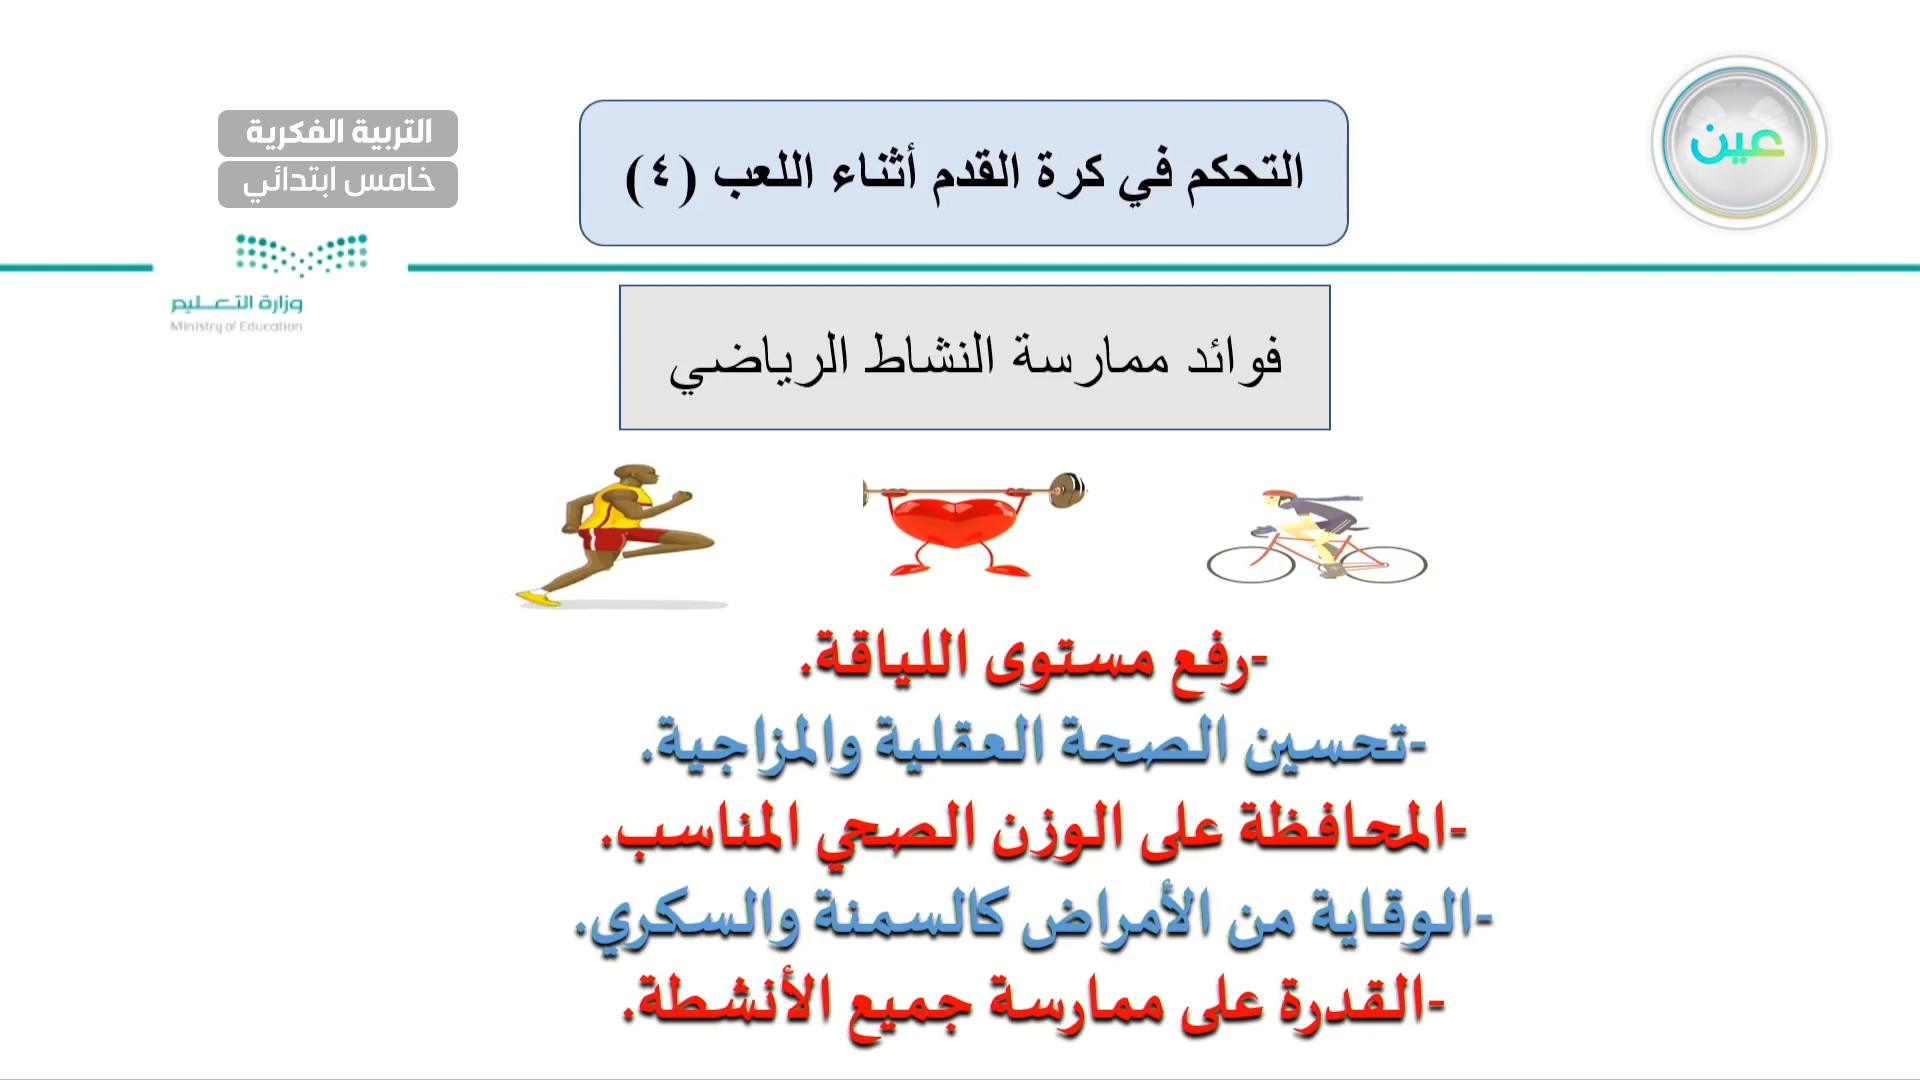 التربية الفكرية
خامس ابتدائي
التحكم في كرة القدم أثناء اللعب (٤)
عين
وزارة التعليم
Ministry of Education
فوائد ممارسة النشاط الرياضي
-رفع مستوى اللياقة.
-تحسين الصحة العقلية والمزاجية.
-المحافظة على الوزن الصحي المناسب.
-الوقاية من الأمراض كالسمنة والسكري.
-القدرة على ممارسة جميع الأنشطة.